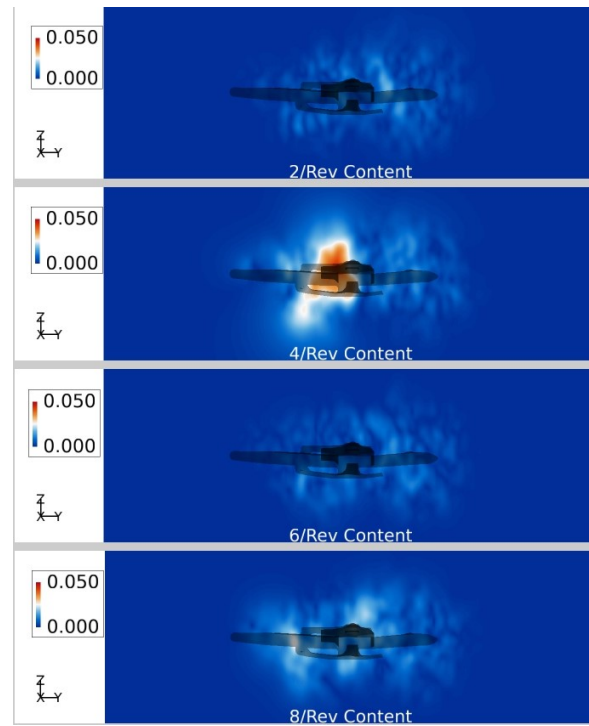 0.050
0.000
Z
X Y
2/Rev Content
0.050
0.000
Z
X Y
4/Rev Content
0.050
0.000
Z
X Y
6/Rev Content
0.050
0.000
Z
X Y
8/Rev Content